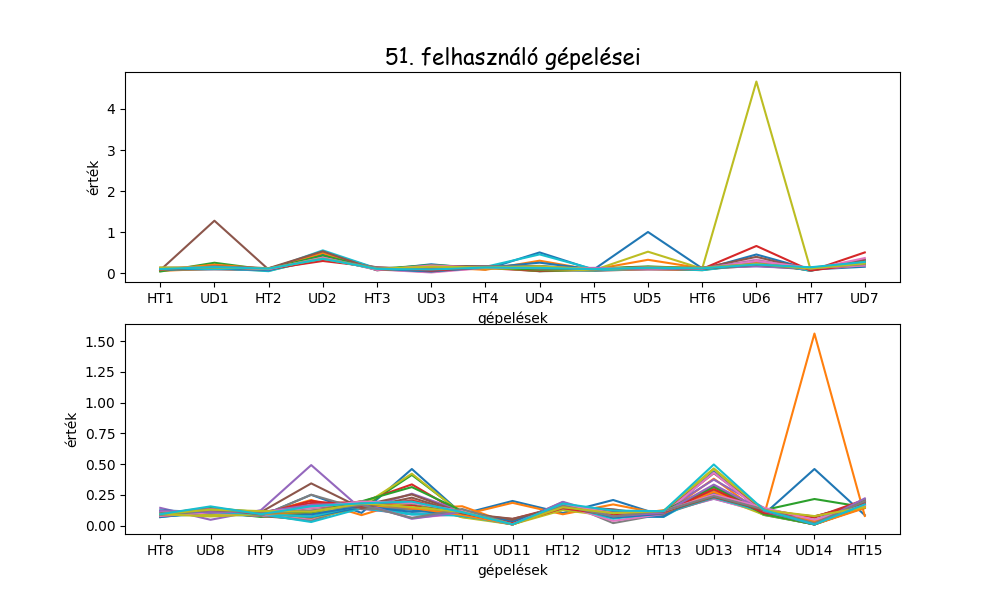 51. felhasználó gépelései
érték
4
3
2
1
0
HT1 UD1 HT2 UD2 HT3 UD3 HT4 UD4 HT5 UD5 HT6 UD6 HT7 UD7
gépelések
érték
1.50
1.25
1.00
0.75
0.50
0.25
0.00
HT8 UD8 HT9 UD9 HT10 UD10 HT11 UD11 HT12 UD12 HT13 UD13 HT14 UD14 HT15
gépelések